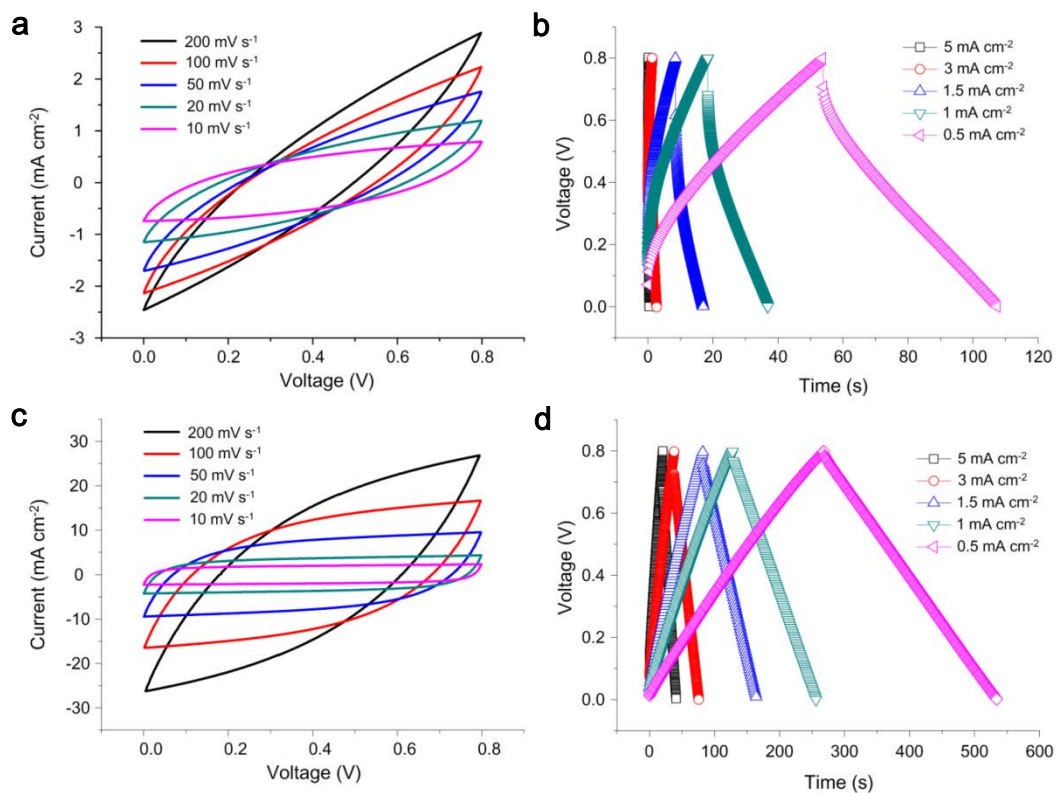 a
200 mV s⁻¹
100 mV s⁻¹
50 mV s⁻¹
20 mV s⁻¹
10 mV s⁻¹
3
2
1
0
-1
-2
-3
Current (mA cm⁻²)
0.0 0.2 0.4 0.6 0.8
Voltage (V)
b
5 mA cm⁻²
3 mA cm⁻²
1.5 mA cm⁻²
1 mA cm⁻²
0.5 mA cm⁻²
0.8
0.6
0.4
0.2
0.0
Voltage (V)
0 20 40 60 80 100 120
Time (s)
c
200 mV s⁻¹
100 mV s⁻¹
50 mV s⁻¹
20 mV s⁻¹
10 mV s⁻¹
30
20
10
0
-10
-20
-30
Current (mA cm⁻²)
0.0 0.2 0.4 0.6 0.8
Voltage (V)
d
5 mA cm⁻²
3 mA cm⁻²
1.5 mA cm⁻²
1 mA cm⁻²
0.5 mA cm⁻²
0.8
0.6
0.4
0.2
0.0
Voltage (V)
0 100 200 300 400 500 600
Time (s)